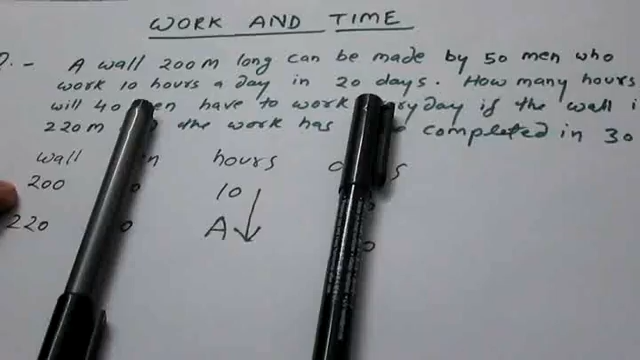 WORK AND TIME
- A wall 200 m long can be made by 50 men who
work 10 hours a day in 20 days. How many hours
will 40 have to work day if the wall
220m the work has completed in 30
wall hours
200 10
220 A